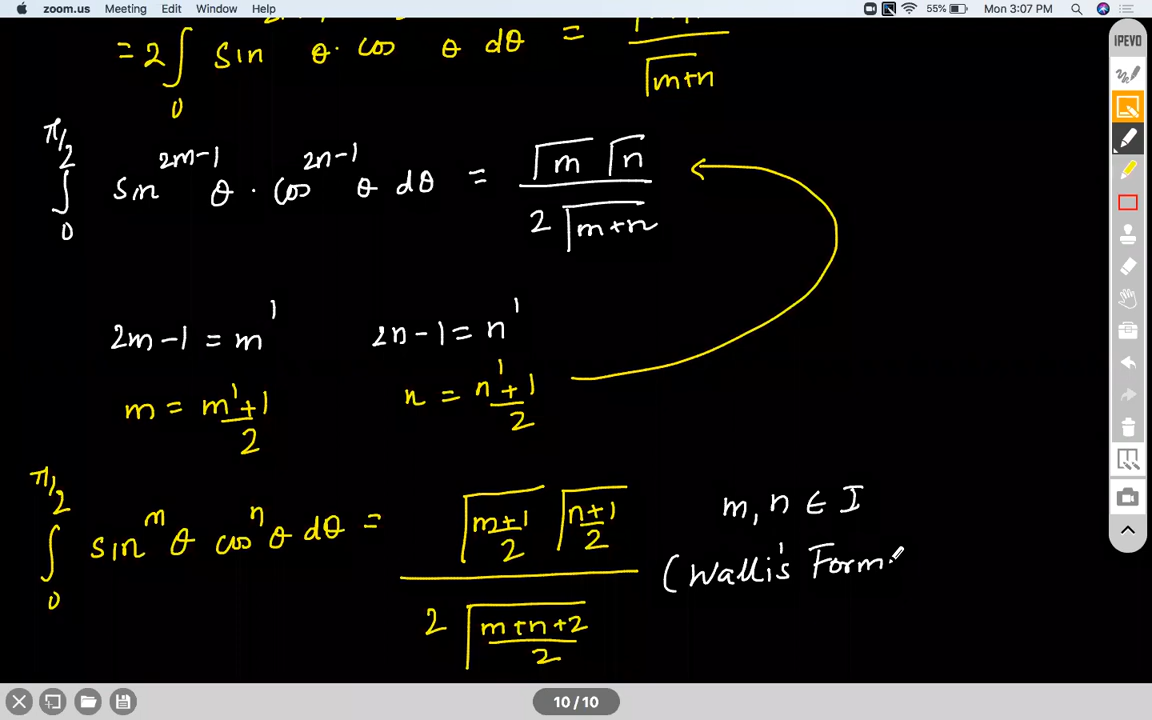 zoom.us Meeting Edit Window Help 55% Mon 3:07 PM
IPEVO
= 2 ∫₀ sin θ · cos θ dθ = / Γm+n
∫₀^(π/2) sin^(2m-1) θ · cos^(2n-1) θ dθ = Γm Γn / 2 Γm+n
2m-1 = m' 2n-1 = n'
m = (m'+1)/2 n = (n'+1)/2
∫₀^(π/2) sin^m θ cos^n θ dθ = Γ(m+1)/2 Γ(n+1)/2 / 2 Γ(m+n+2)/2 m, n ∈ I
(Walli's Form
10 / 10